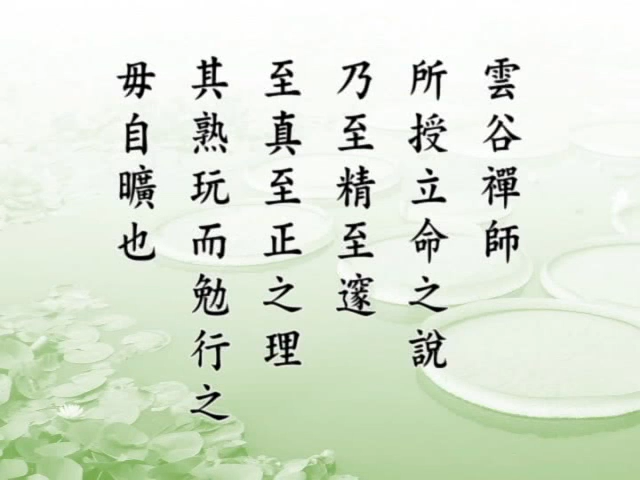 雲谷禪師
所授立命之說
乃至精至邃
至真至正之理
其熟玩而勉行之
毋自曠也